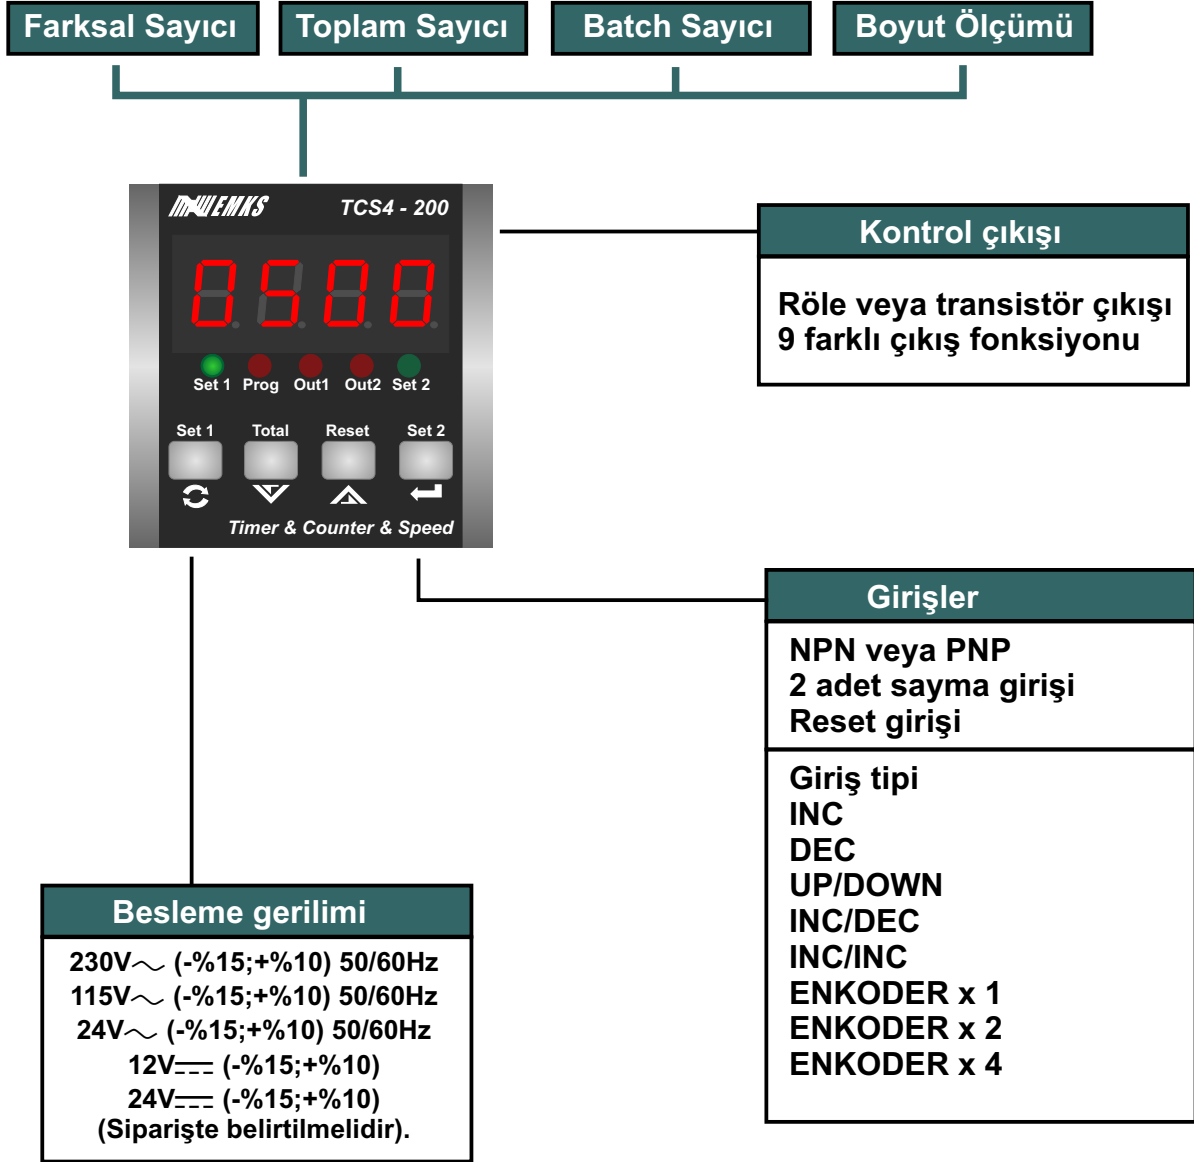 Farksal Sayıcı
Toplam Sayıcı
Batch Sayıcı
Boyut Ölçümü
EMKS
TCS4 - 200
0500
Set 1 Prog Out1 Out2 Set 2
Set 1 Total Reset Set 2
Timer & Counter & Speed
Kontrol çıkışı
Röle veya transistör çıkışı
9 farklı çıkış fonksiyonu
Girişler
NPN veya PNP
2 adet sayma girişi
Reset girişi
Giriş tipi
INC
DEC
UP/DOWN
INC/DEC
INC/INC
ENKODER x 1
ENKODER x 2
ENKODER x 4
Besleme gerilimi
230V～ (-%15;+%10) 50/60Hz
115V～ (-%15;+%10) 50/60Hz
24V～ (-%15;+%10) 50/60Hz
12V⎓ (-%15;+%10)
24V⎓ (-%15;+%10)
(Siparişte belirtilmelidir).